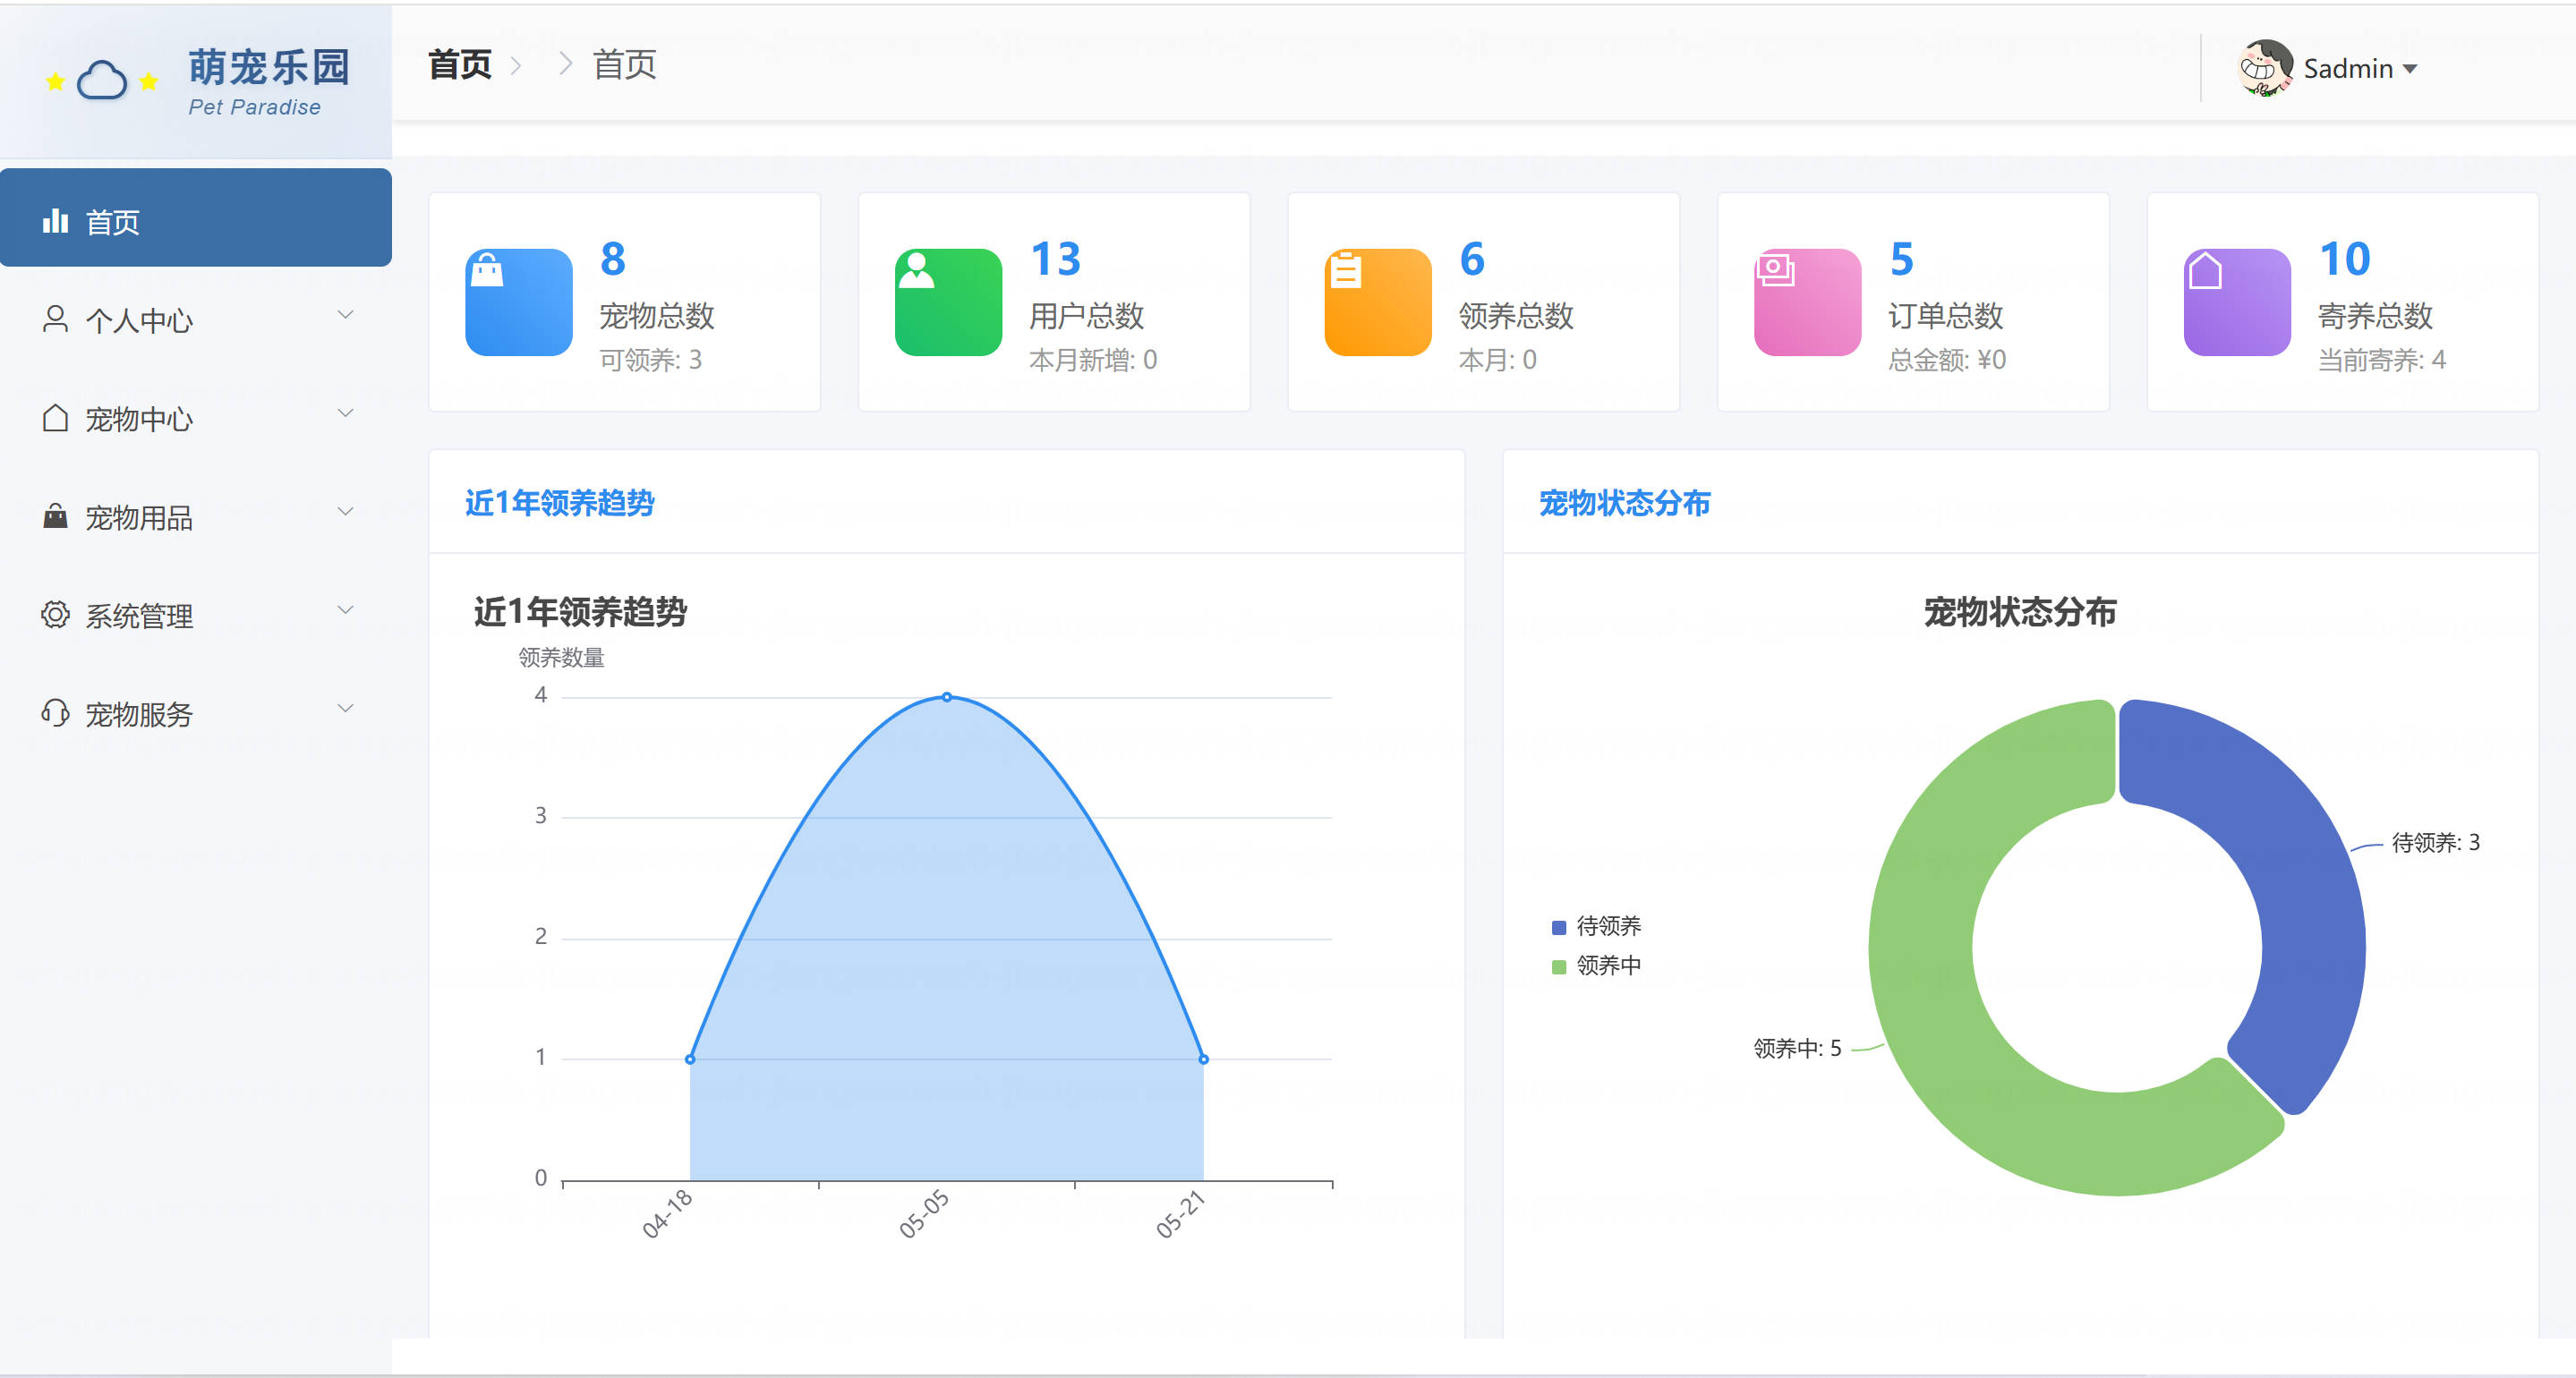 萌宠乐园
Pet Paradise
首页
首页
Sadmin
首页
个人中心
宠物中心
宠物用品
系统管理
宠物服务
8
宠物总数
可领养: 3
13
用户总数
本月新增: 0
6
领养总数
本月: 0
5
订单总数
总金额: ¥0
10
寄养总数
当前寄养: 4
近1年领养趋势
近1年领养趋势
领养数量
4
3
2
1
0
04-18
05-05
05-21
宠物状态分布
宠物状态分布
待领养
领养中
待领养: 3
领养中: 5